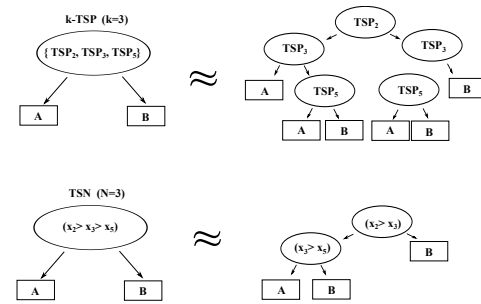 k-TSP (k=3)
{ TSP2, TSP3, TSP5}
A
B
≈
TSP2
TSP3
TSP3
A
TSP5
TSP5
B
A
B
A
B
TSN (N=3)
(x2> x3> x5)
A
B
≈
(x2> x3)
(x3> x5)
B
A
B